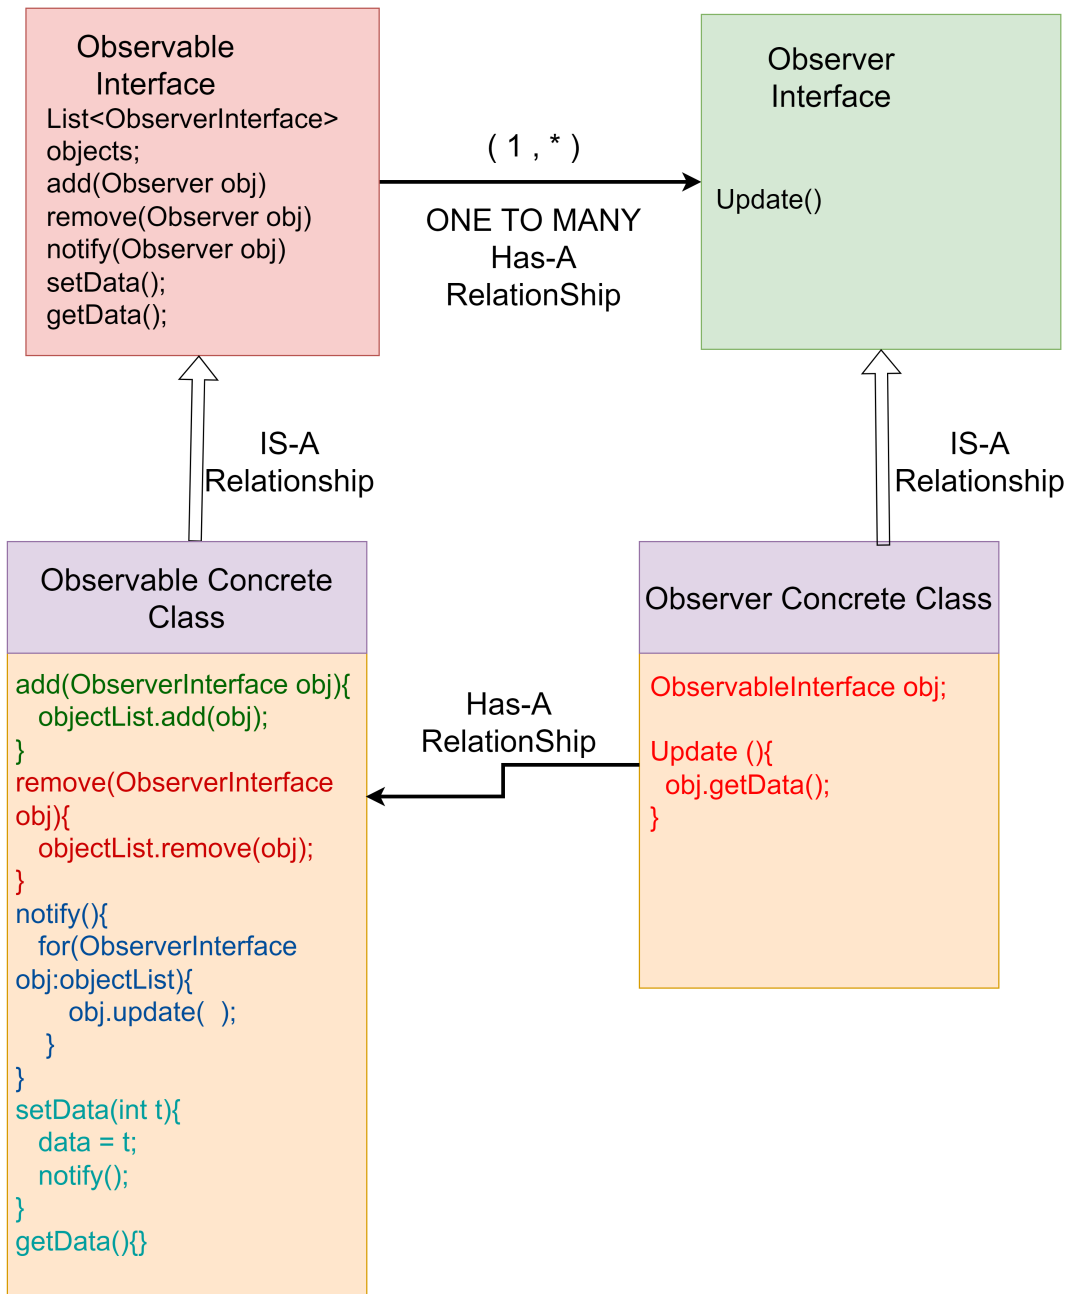 Observable
Interface
List<ObserverInterface>
objects;
add(Observer obj)
remove(Observer obj)
notify(Observer obj)
setData();
getData();
( 1 , * )
ONE TO MANY
Has-A
RelationShip
Observer
Interface
Update()
IS-A
Relationship
IS-A
Relationship
Observable Concrete
Class
add(ObserverInterface obj){
objectList.add(obj);
}
remove(ObserverInterface
obj){
objectList.remove(obj);
}
notify(){
for(ObserverInterface
obj:objectList){
obj.update(  );
}
}
setData(int t){
data = t;
notify();
}
getData(){}
Has-A
RelationShip
Observer Concrete Class
ObservableInterface obj;
Update (){
obj.getData();
}